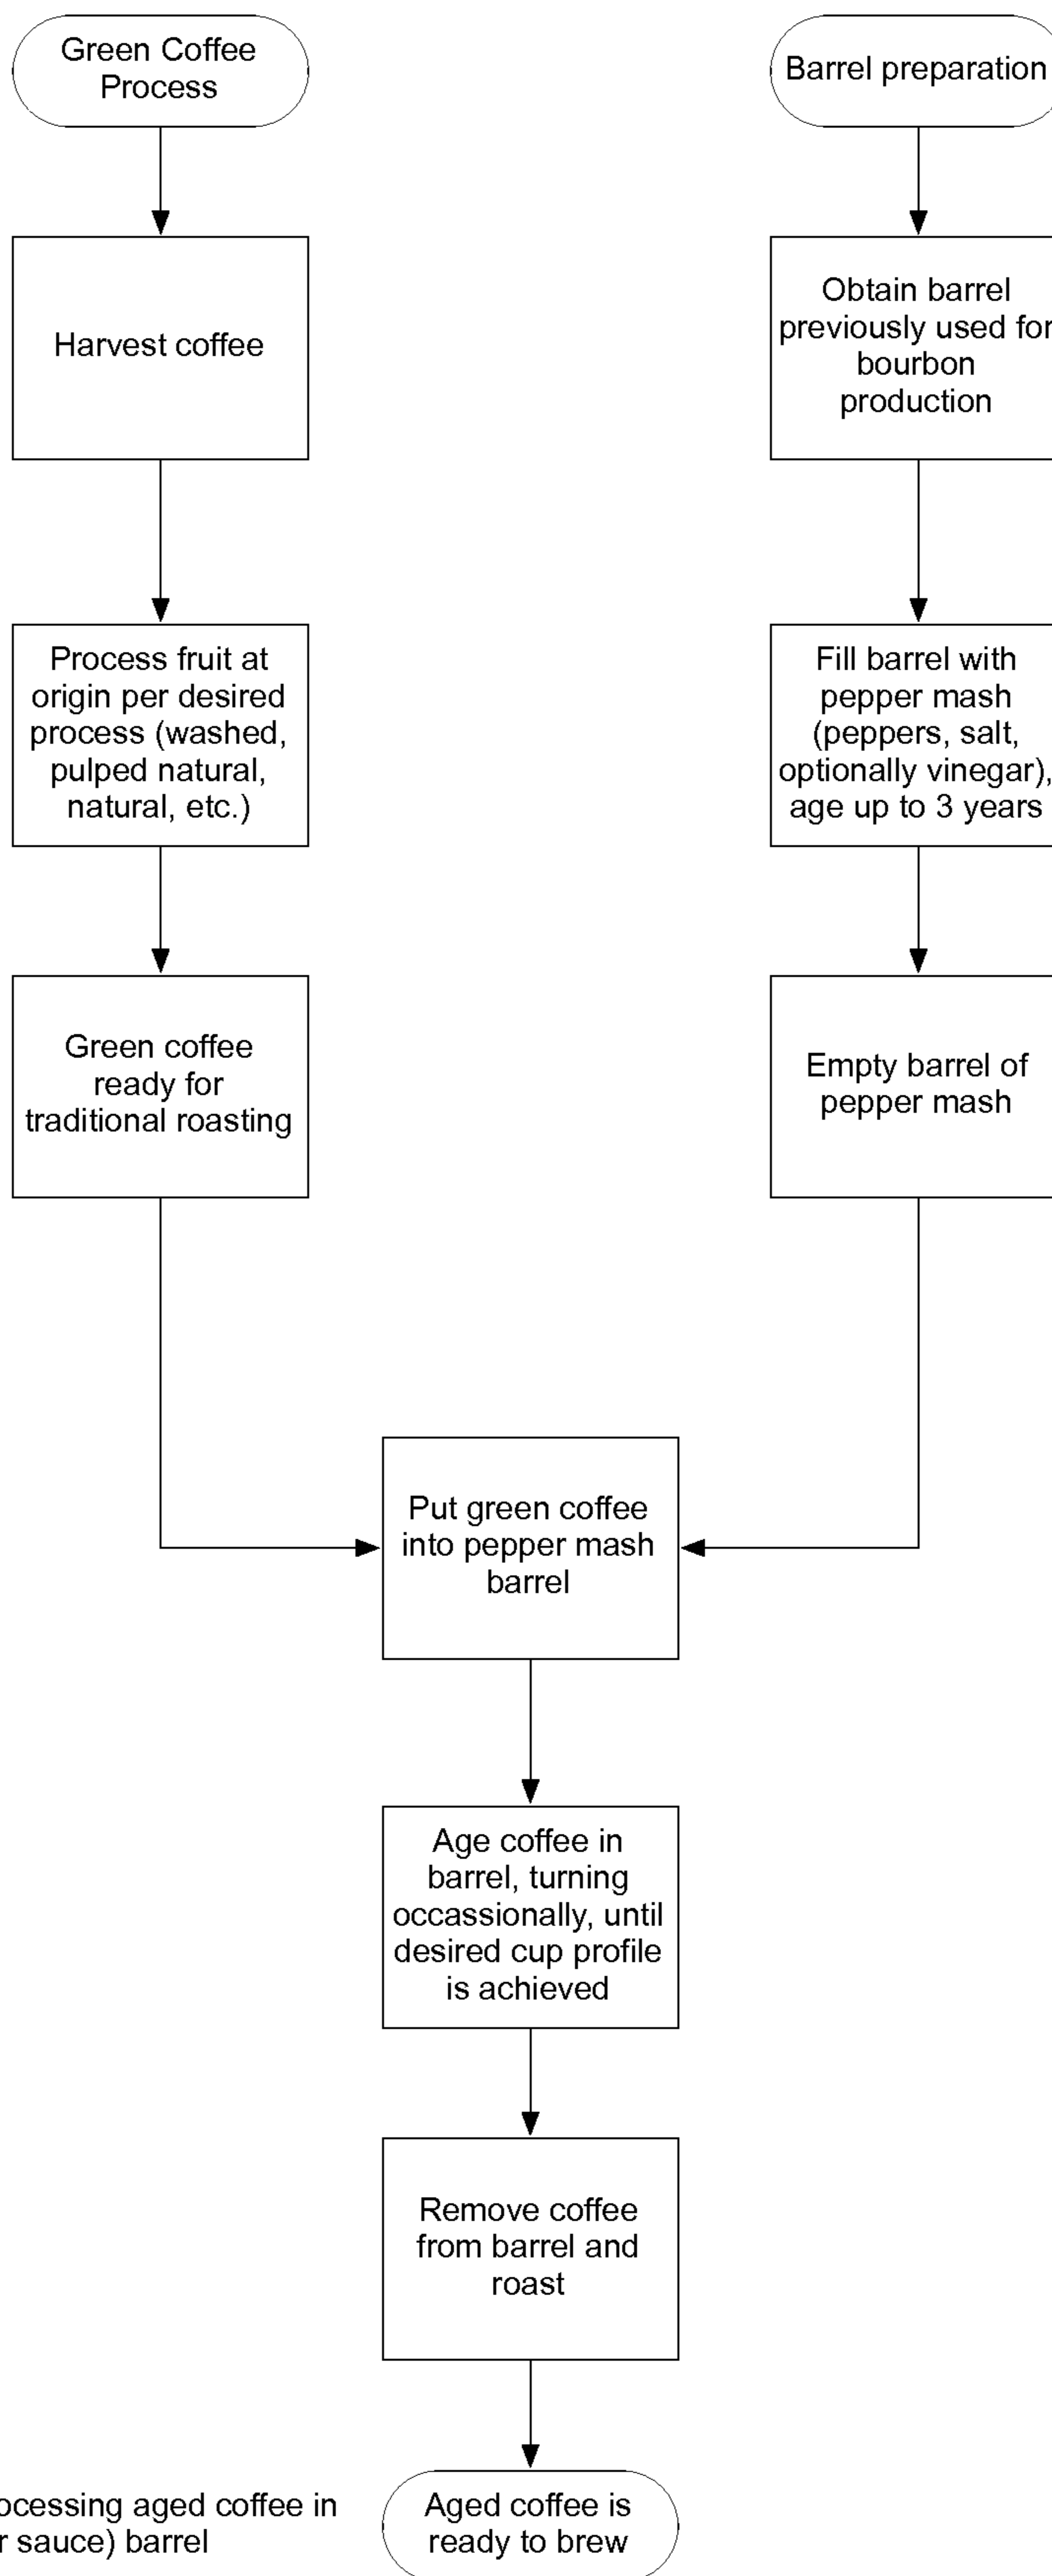 Green Coffee
Process
Barrel preparation
Harvest coffee
Obtain barrel
previously used for
bourbon
production
Process fruit at
origin per desired
process (washed,
pulped natural,
natural, etc.)
Fill barrel with
pepper mash
(peppers, salt,
optionally vinegar),
age up to 3 years
Green coffee
ready for
traditional roasting
Empty barrel of
pepper mash
Put green coffee
into pepper mash
barrel
Age coffee in
barrel, turning
occassionally, until
desired cup profile
is achieved
Remove coffee
from barrel and
roast
aged coffee in
sauce) barrel
Aged coffee is
ready to brew